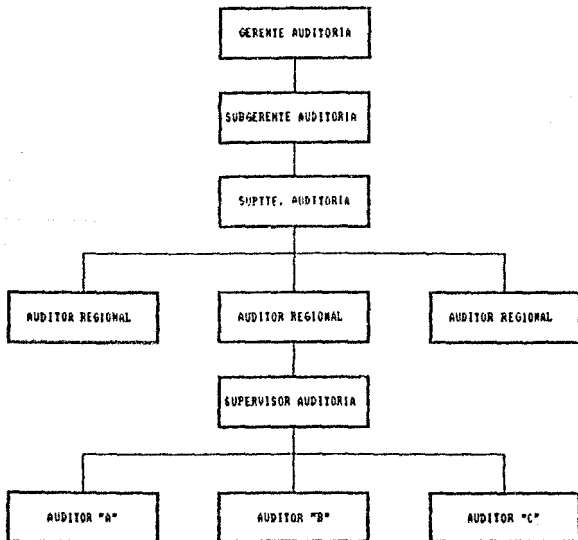 GERENTE AUDITORIA
SUBGERENTE AUDITORIA
SUPTTE. AUDITORIA
AUDITOR REGIONAL
AUDITOR REGIONAL
AUDITOR REGIONAL
SUPERVISOR AUDITORIA
AUDITOR "A"
AUDITOR "B"
AUDITOR "C"